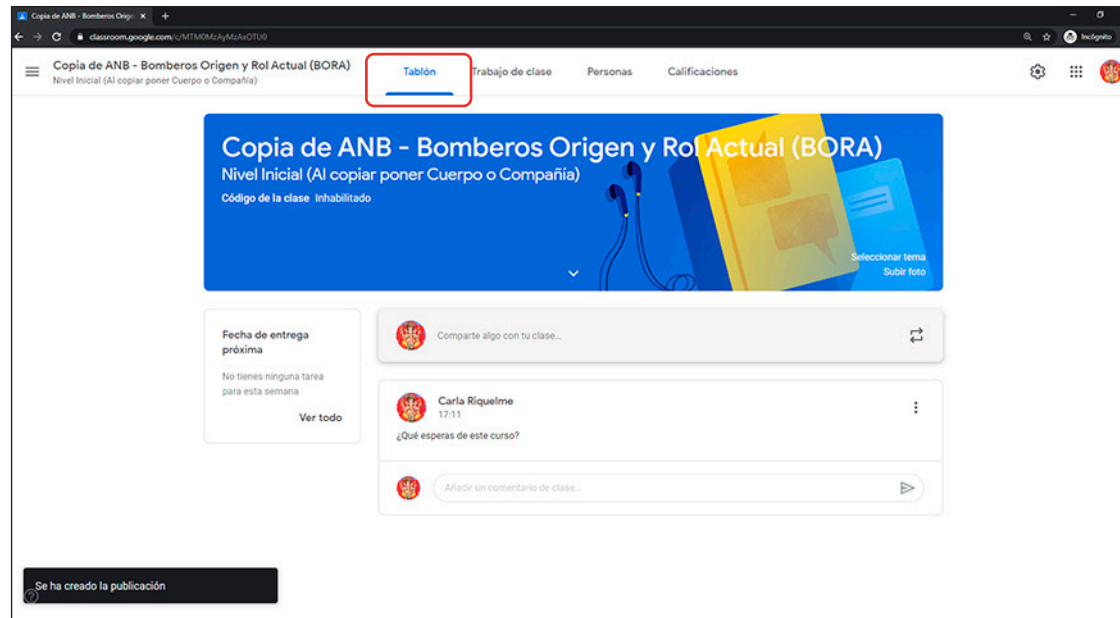 Copia de ANB - Bomberos Orige
classroom.google.com/c/MTM0MzAyMzAxOTU0
Incógnito
Copia de ANB - Bomberos Origen y Rol Actual (BORA)
Nivel Inicial (Al copiar poner Cuerpo o Compañía)
Tablón
Trabajo de clase
Personas
Calificaciones
Copia de ANB - Bomberos Origen y Rol Actual (BORA)
Nivel Inicial (Al copiar poner Cuerpo o Compañía)
Código de la clase Inhabilitado
Seleccionar tema
Subir foto
Fecha de entrega
próxima
No tienes ninguna tarea
para esta semana
Ver todo
Comparte algo con tu clase...
Carla Riquelme
17:11
¿Qué esperas de este curso?
Añadir un comentario de clase...
Se ha creado la publicación